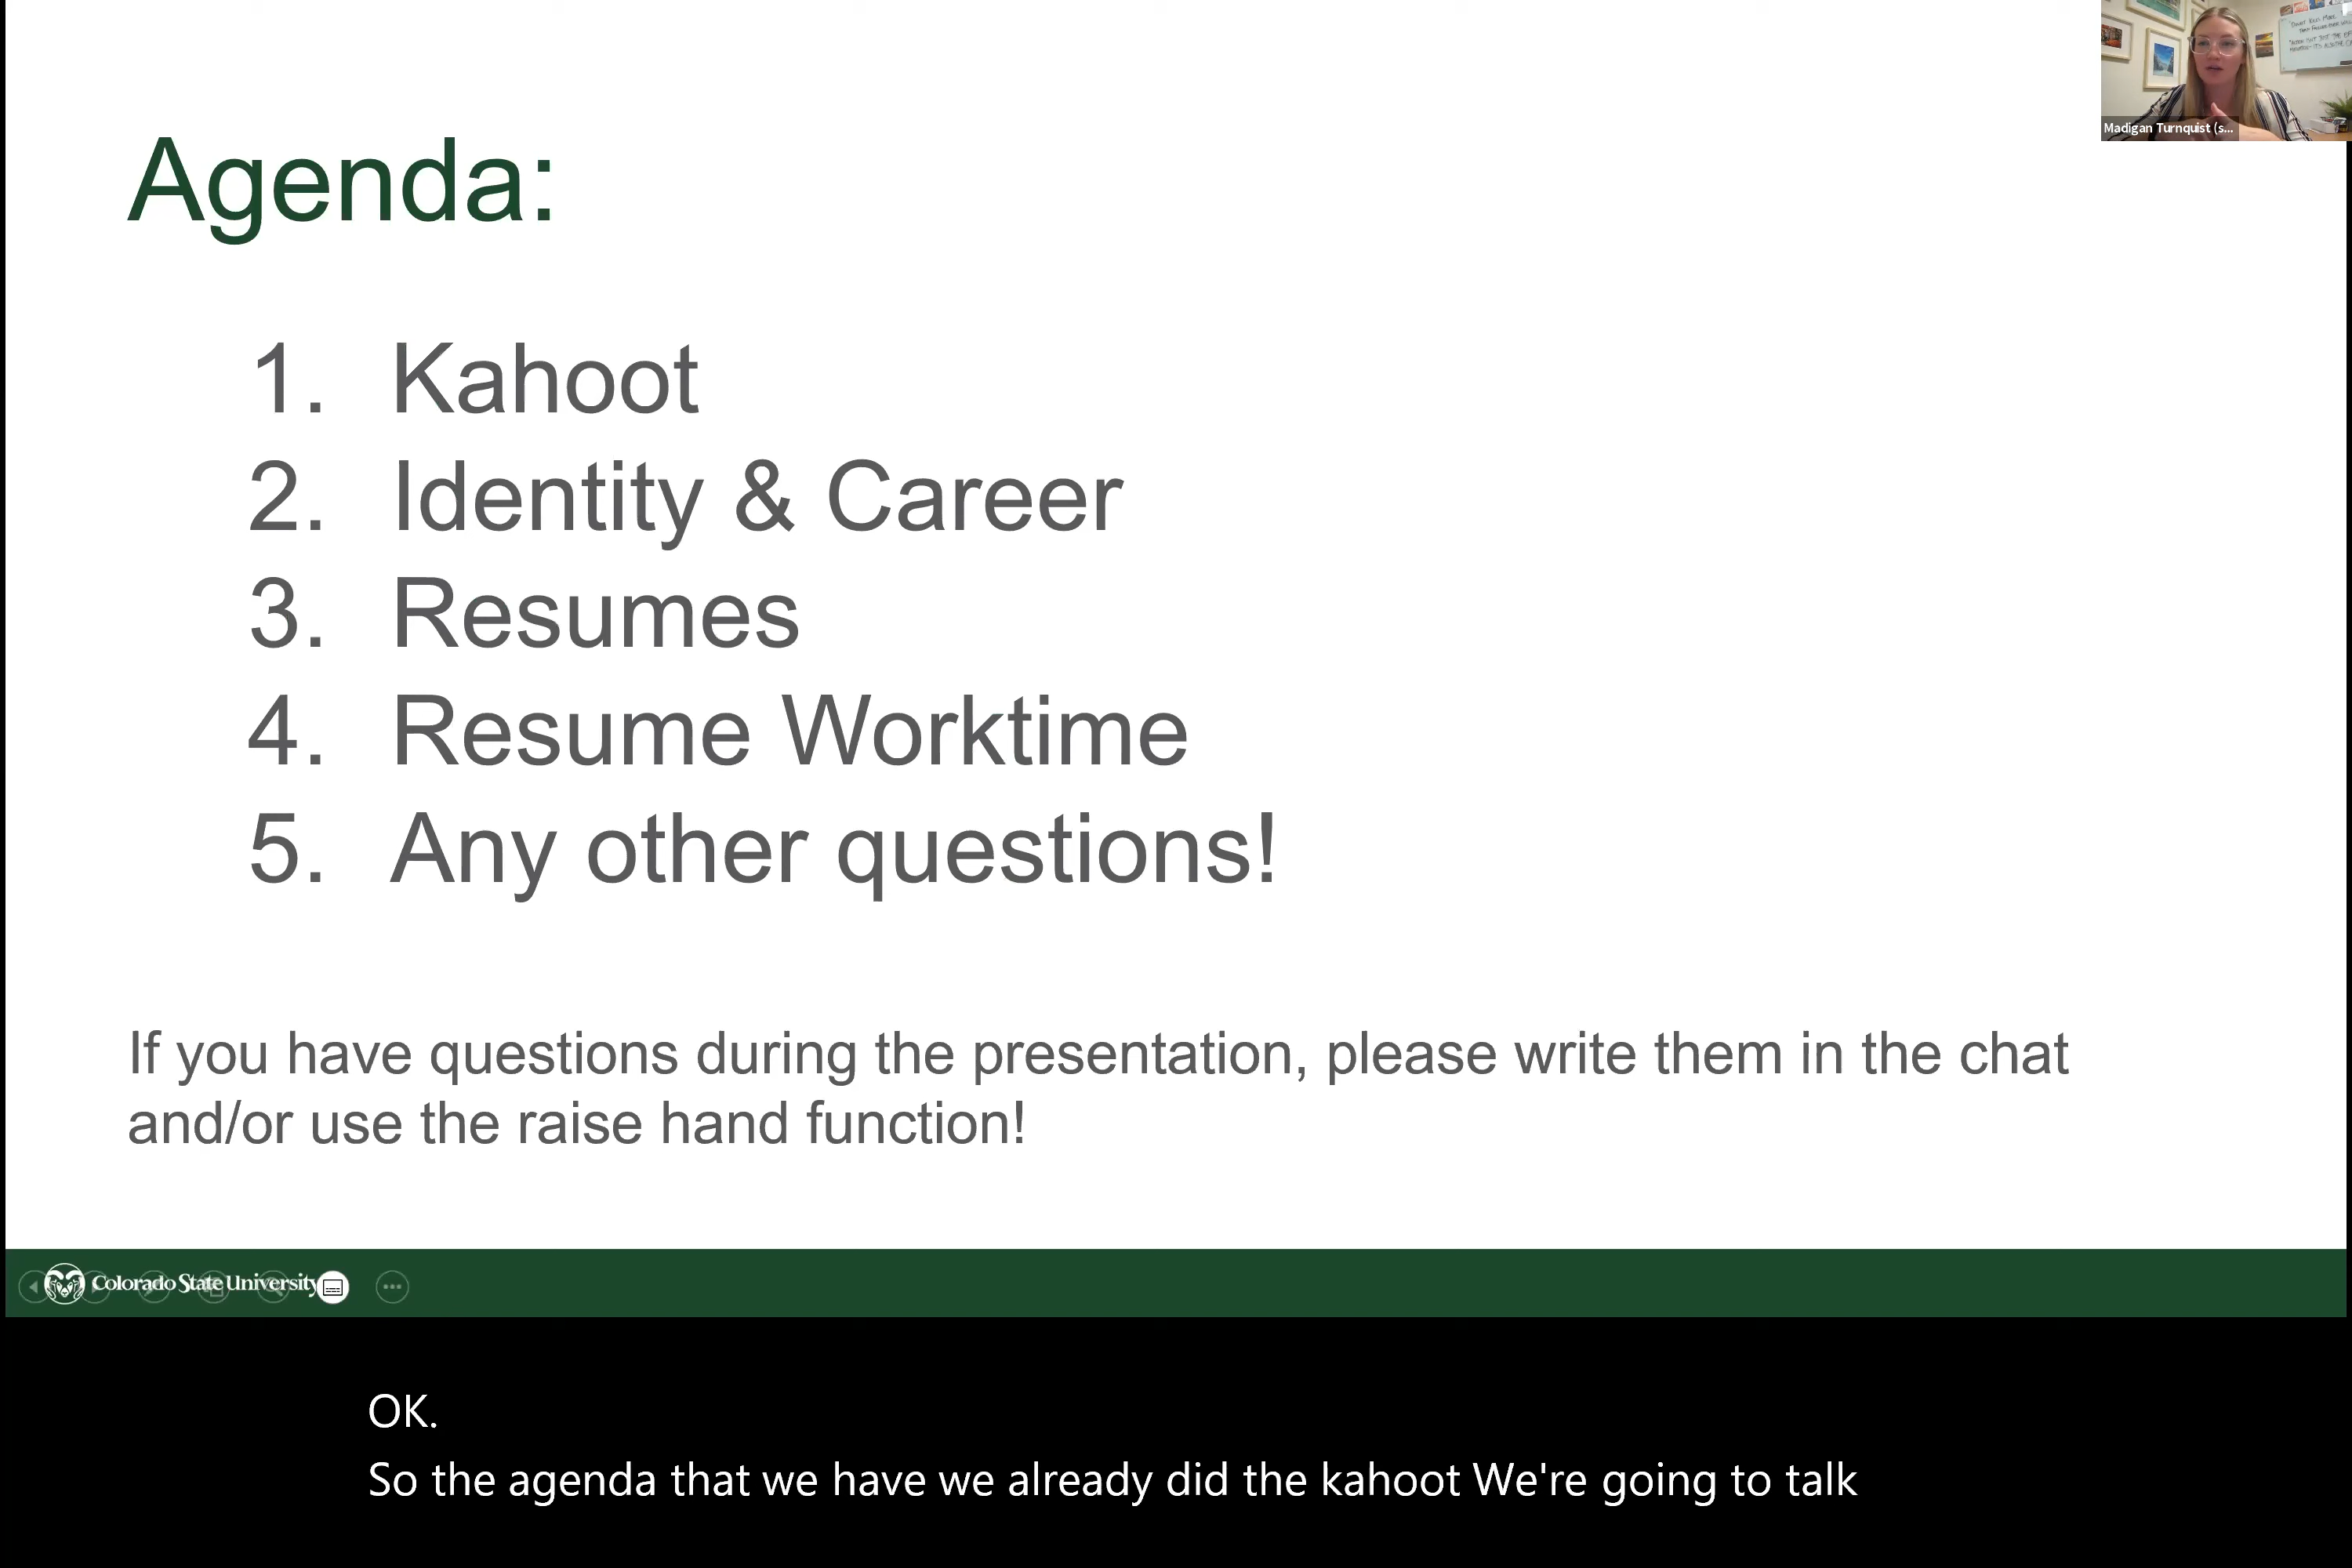 Agenda:
1. Kahoot
2. Identity & Career
3. Resumes
4. Resume Worktime
5. Any other questions!
If you have questions during the presentation, please write them in the chat
and/or use the raise hand function!
Madigan Turnquist (s...
Colorado State University
OK.
So the agenda that we have we already did the kahoot We're going to talk